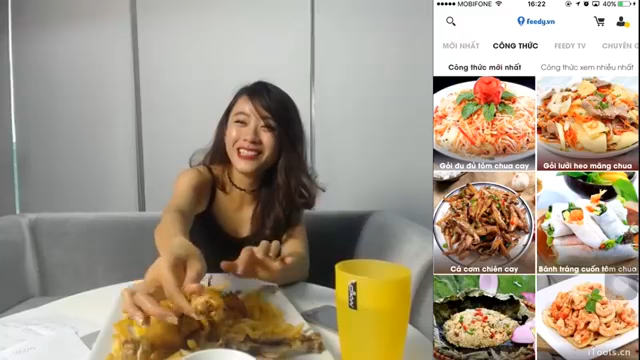 MOBIFONE
16:22
40%
feedy.vn
MỚI NHẤT
CÔNG THỨC
FEEDY TV
CHUYÊN G
Công thức mới nhất
Công thức xem nhiều nhất
Gỏi đu đủ tôm chua cay
Gỏi lưỡi heo măng chua
Cá cơm chiên cay
Bánh tráng cuốn tôm chua
iTools.cn